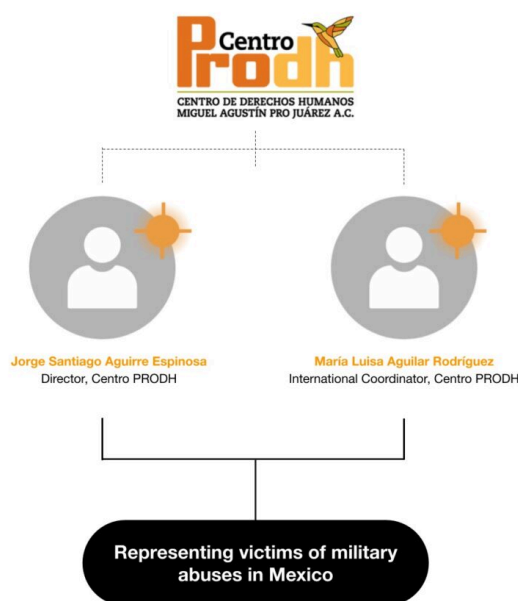 Centro
Prodh
CENTRO DE DERECHOS HUMANOS
MIGUEL AGUSTÍN PRO JUÁREZ A.C.
Jorge Santiago Aguirre Espinosa
Director, Centro PRODH
María Luisa Aguilar Rodríguez
International Coordinator, Centro PRODH
Representing victims of military
abuses in Mexico